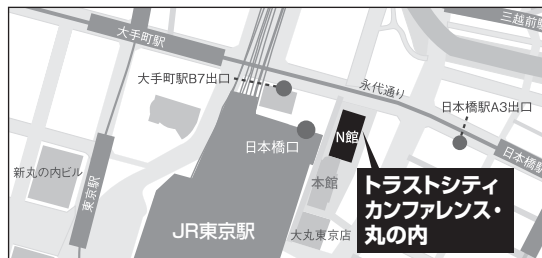 三越前駅
大手町駅
大手町駅B7出口
永代通り
日本橋駅A3出口
日本橋口
N館
日本橋駅
新丸の内ビル
東京駅
本館
トラストシティ
カンファレンス・
丸の内
JR東京駅
大丸東京店